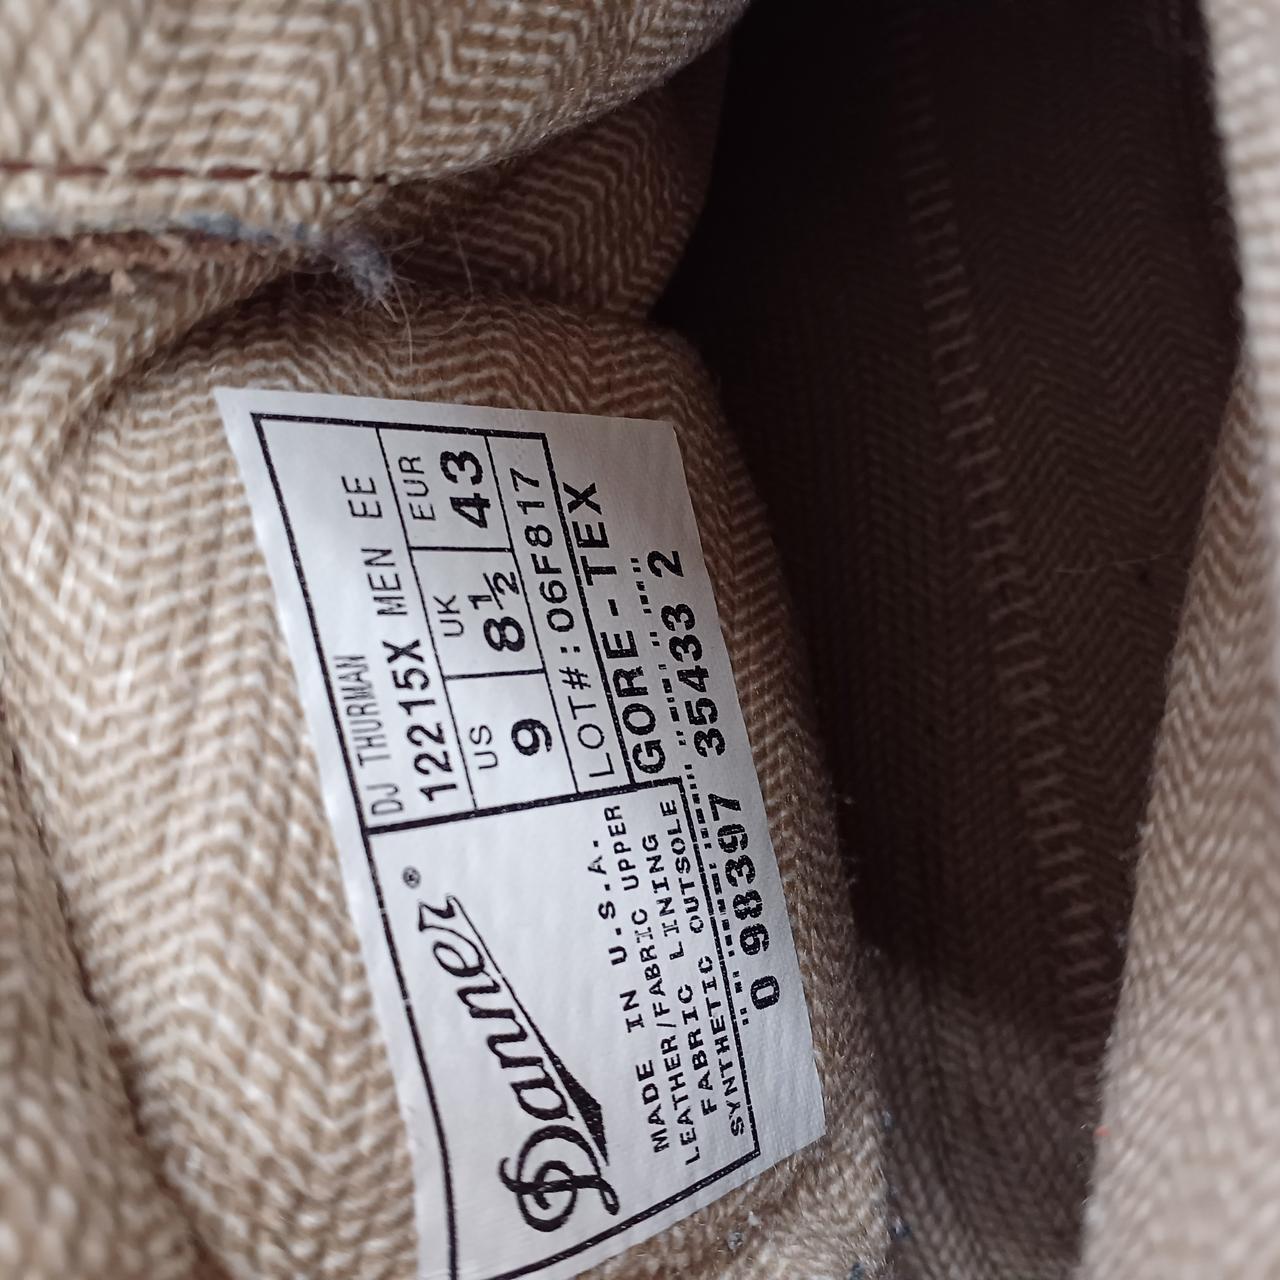 Danner®
MADE IN U.S.A.
LEATHER/FABRIC UPPER
FABRIC LINING
SYNTHETIC OUTSOLE
DJ THURMAN
12215X MEN EE
US UK EUR
9 8½ 43
LOT#:06F817
GORE-TEX
0 98397 35433 2